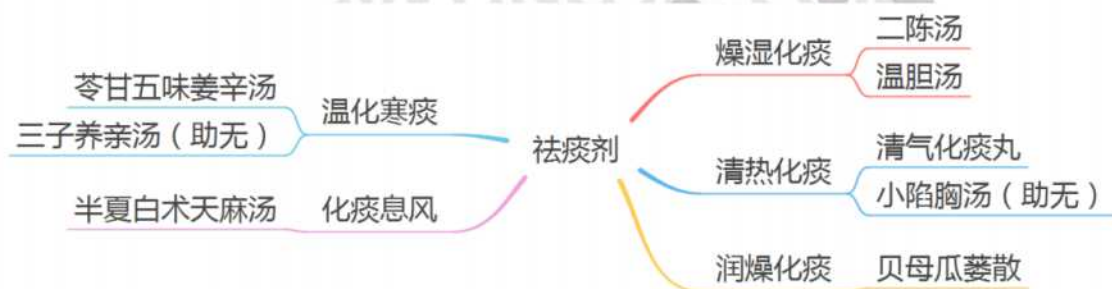 祛痰剂
燥湿化痰
二陈汤
温胆汤
清热化痰
清气化痰丸
小陷胸汤（助无）
润燥化痰
贝母瓜蒌散
温化寒痰
苓甘五味姜辛汤
三子养亲汤（助无）
化痰息风
半夏白术天麻汤